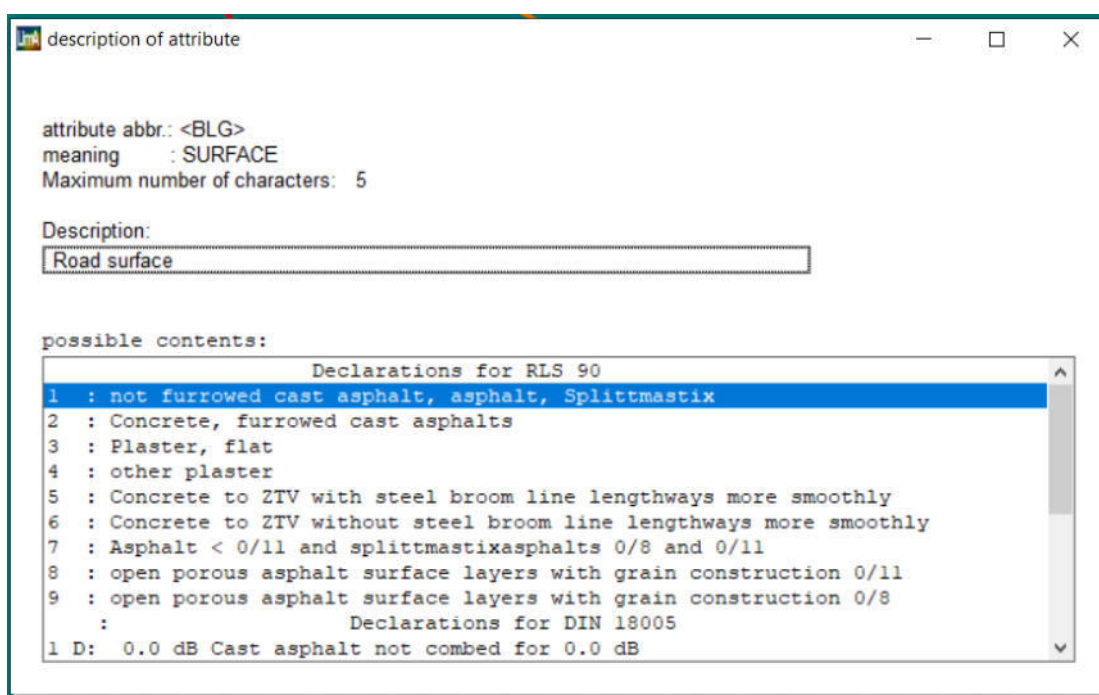 description of attribute
attribute abbr.: <BLG>
meaning : SURFACE
Maximum number of characters: 5
Description:
Road surface
possible contents:
Declarations for RLS 90
1 : not furrowed cast asphalt, asphalt, Splittmastix
2 : Concrete, furrowed cast asphalts
3 : Plaster, flat
4 : other plaster
5 : Concrete to ZTV with steel broom line lengthways more smoothly
6 : Concrete to ZTV without steel broom line lengthways more smoothly
7 : Asphalt < 0/11 and splittmastixasphalts 0/8 and 0/11
8 : open porous asphalt surface layers with grain construction 0/11
9 : open porous asphalt surface layers with grain construction 0/8
: Declarations for DIN 18005
1 D: 0.0 dB Cast asphalt not combed for 0.0 dB